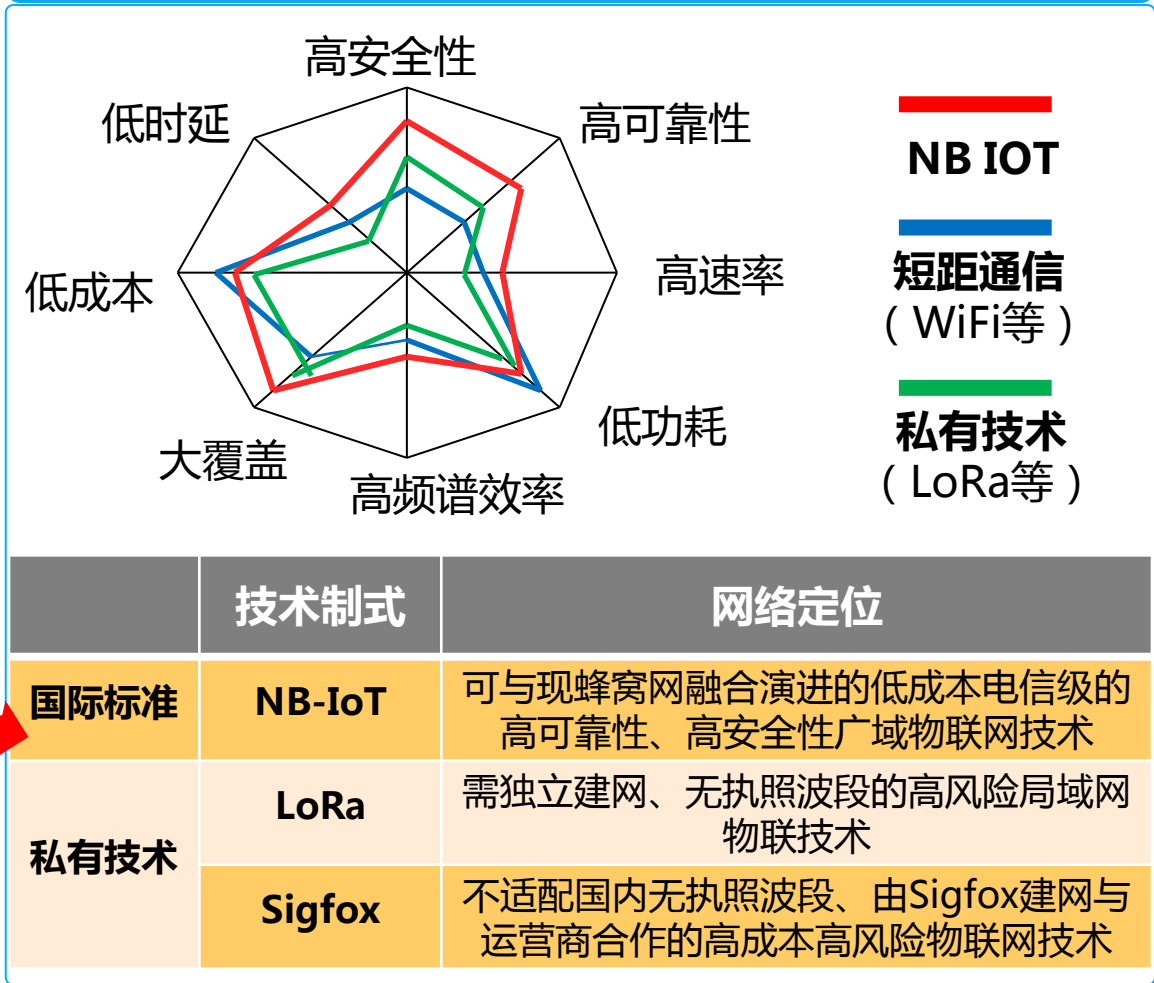 高安全性
低时延
高可靠性
NB IOT
低成本
高速率
短距通信
（WiFi等）
低功耗
私有技术
（LoRa等）
大覆盖
高频谱效率
技术制式
网络定位
国际标准
NB-IoT
可与现蜂窝网融合演进的低成本电信级的
高可靠性、高安全性广域物联网技术
私有技术
LoRa
需独立建网、无执照波段的高风险局域网
物联技术
Sigfox
不适配国内无执照波段、由Sigfox建网与
运营商合作的高成本高风险物联网技术